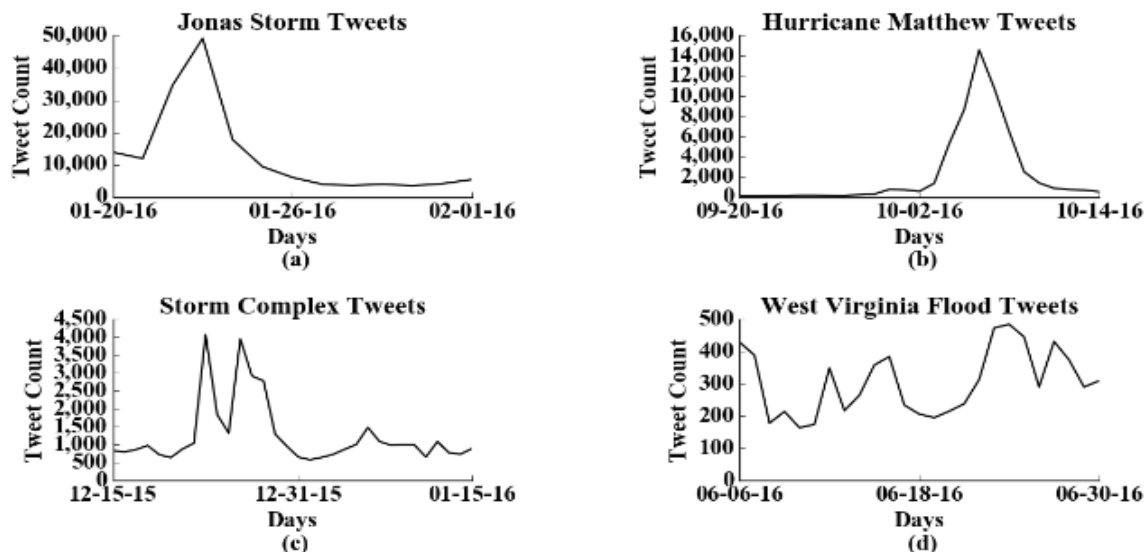 Jonas Storm Tweets
50,000
40,000
30,000
20,000
10,000
0
Tweet Count
01-20-16 01-26-16 02-01-16
Days
(a)
Hurricane Matthew Tweets
16,000
14,000
12,000
10,000
8,000
6,000
4,000
2,000
0
Tweet Count
09-20-16 10-02-16 10-14-16
Days
(b)
Storm Complex Tweets
4,500
4,000
3,500
3,000
2,500
2,000
1,500
1,000
500
0
Tweet Count
12-15-15 12-31-15 01-15-16
Days
(c)
West Virginia Flood Tweets
500
400
300
200
100
0
Tweet Count
06-06-16 06-18-16 06-30-16
Days
(d)